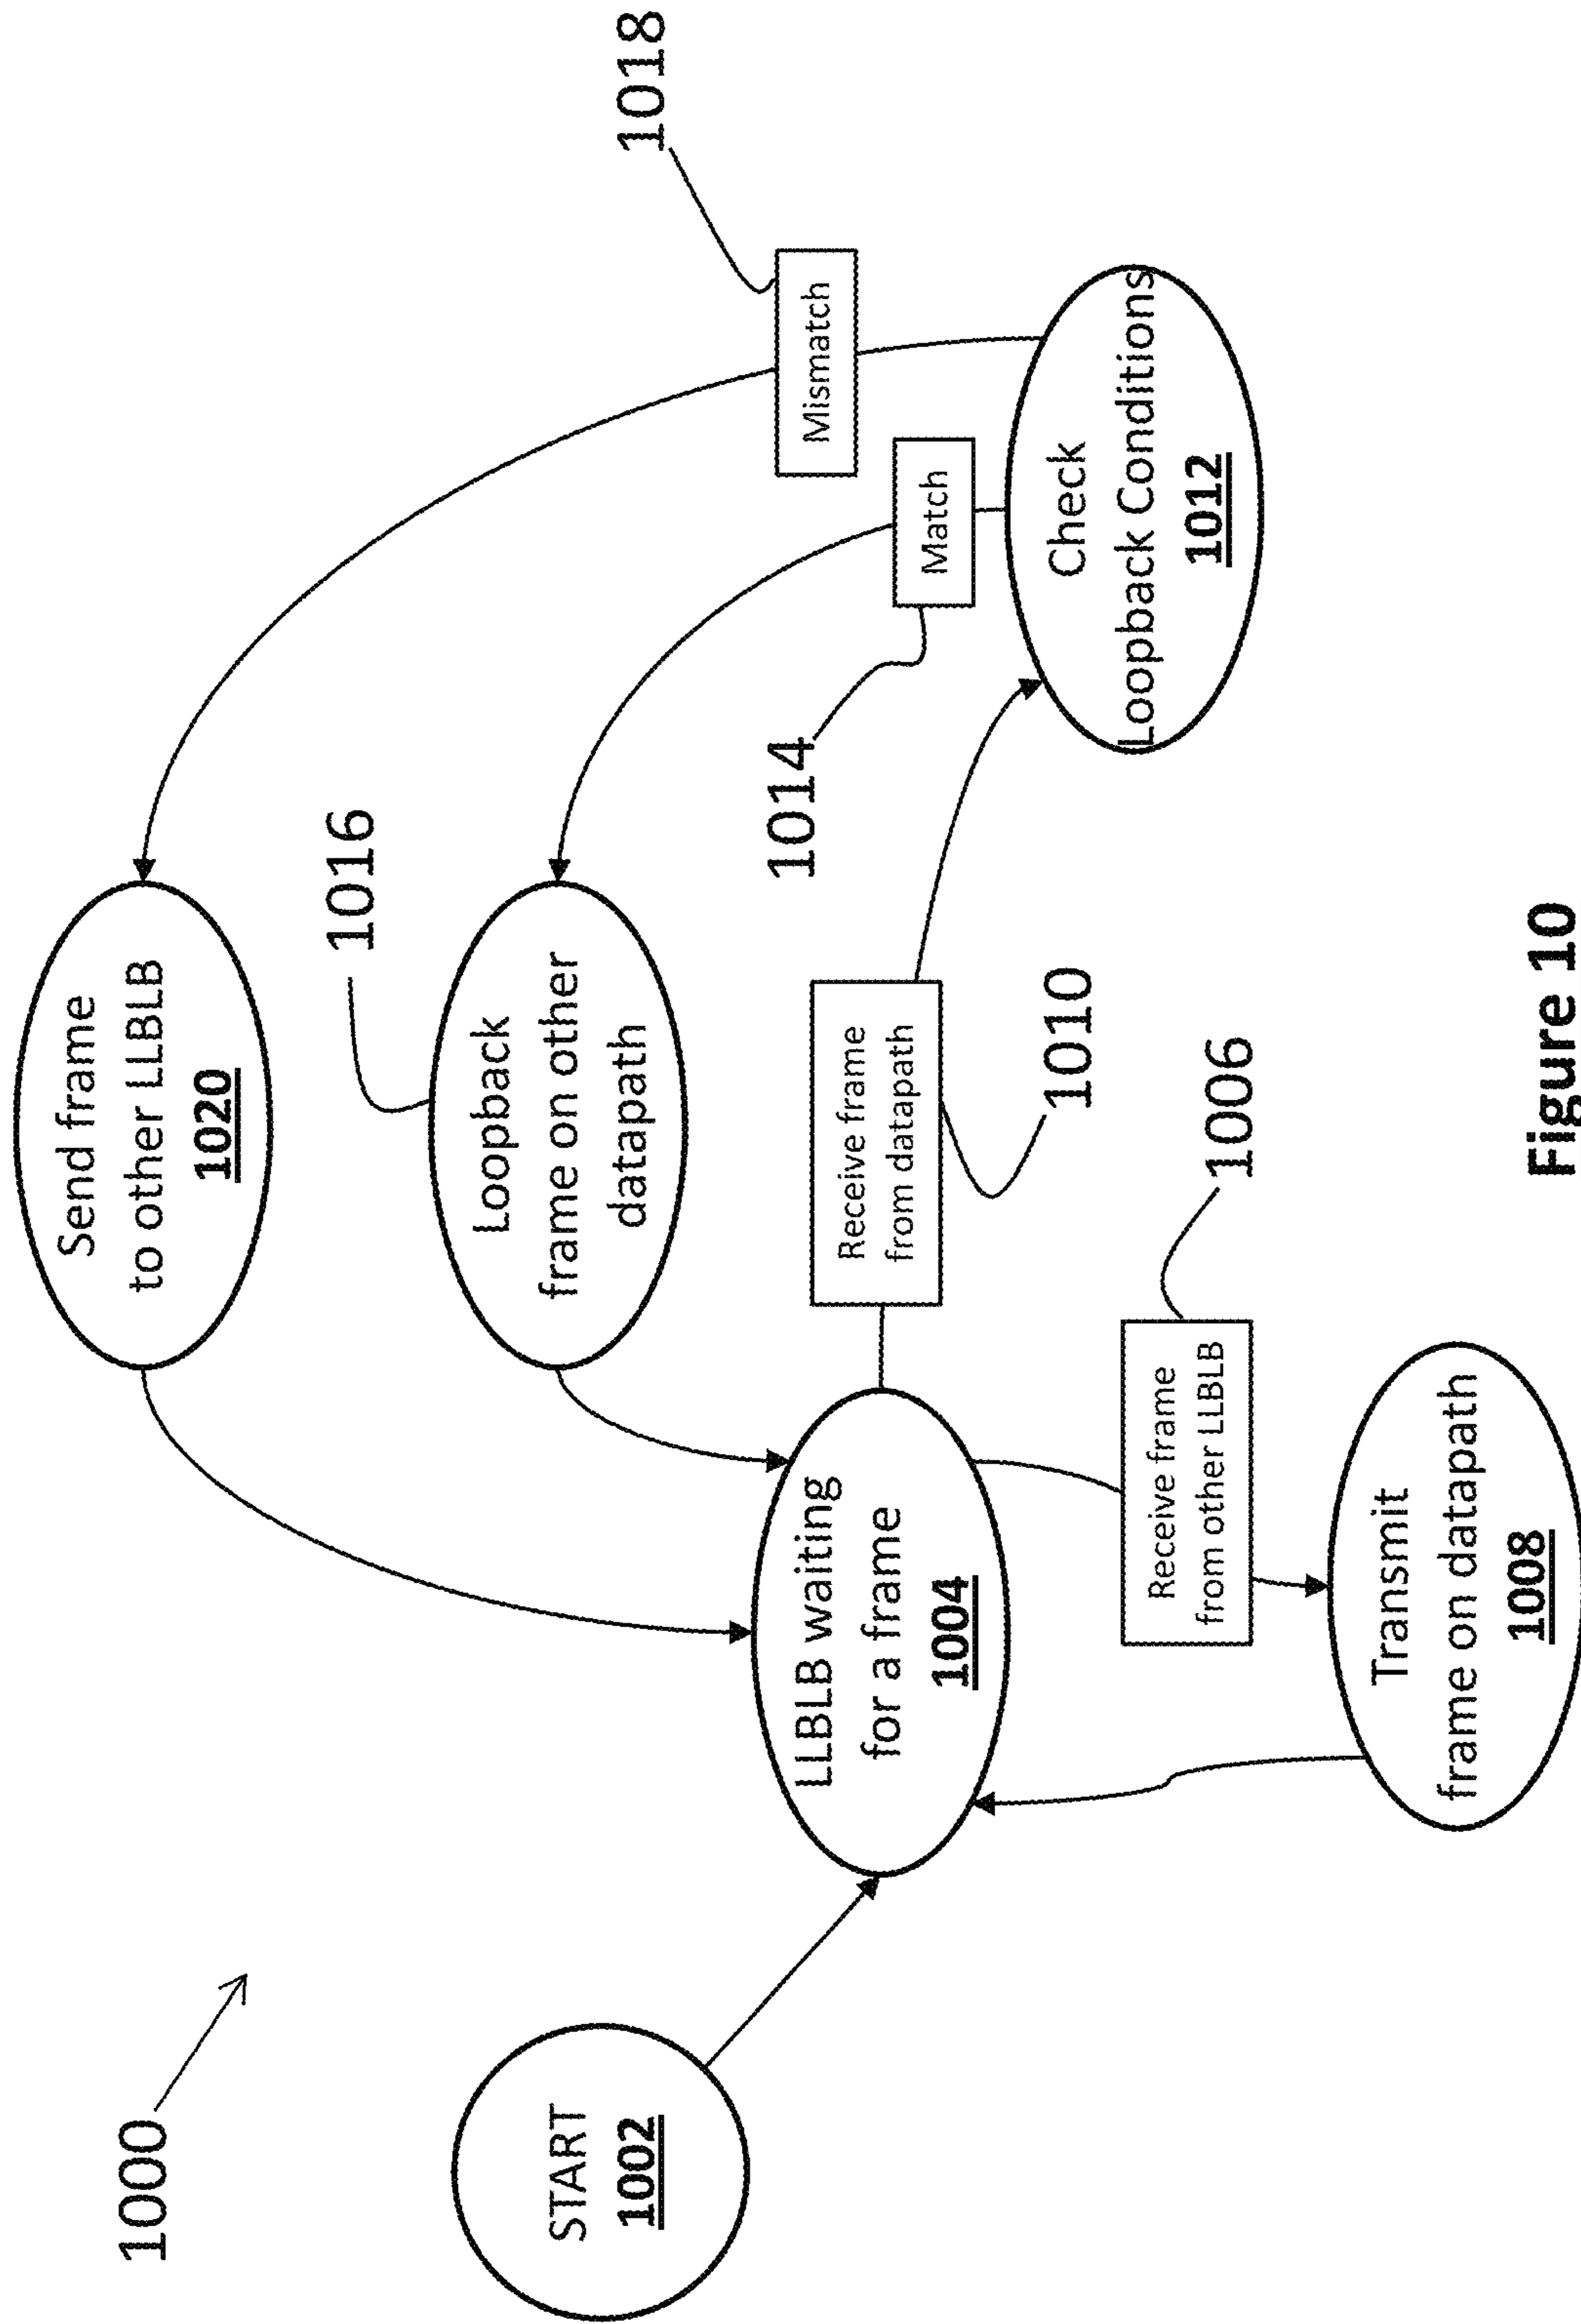 1000
START
1002
Send frame
to other LLBLB
1020
1016
Loopback
frame on other
datapath
1018
Mismatch
LLBLB waiting
for a frame
1004
Receive frame
from datapath
1014
Match
1010
Check
Loopback Conditions
1012
Receive frame
from other LLBLB
1006
Transmit
frame on datapath
1008
Figure 10